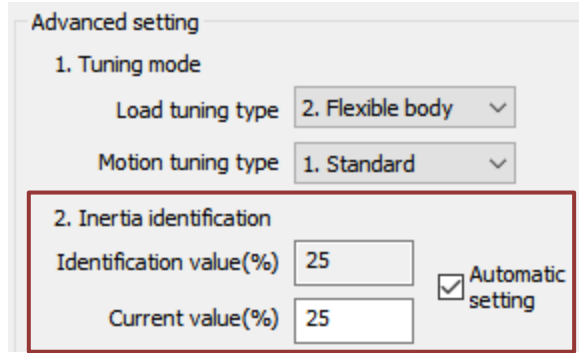 Advanced setting
1. Tuning mode
Load tuning type 2. Flexible body
Motion tuning type 1. Standard
2. Inertia identification
Identification value(%) 25
Automatic
setting
Current value(%) 25